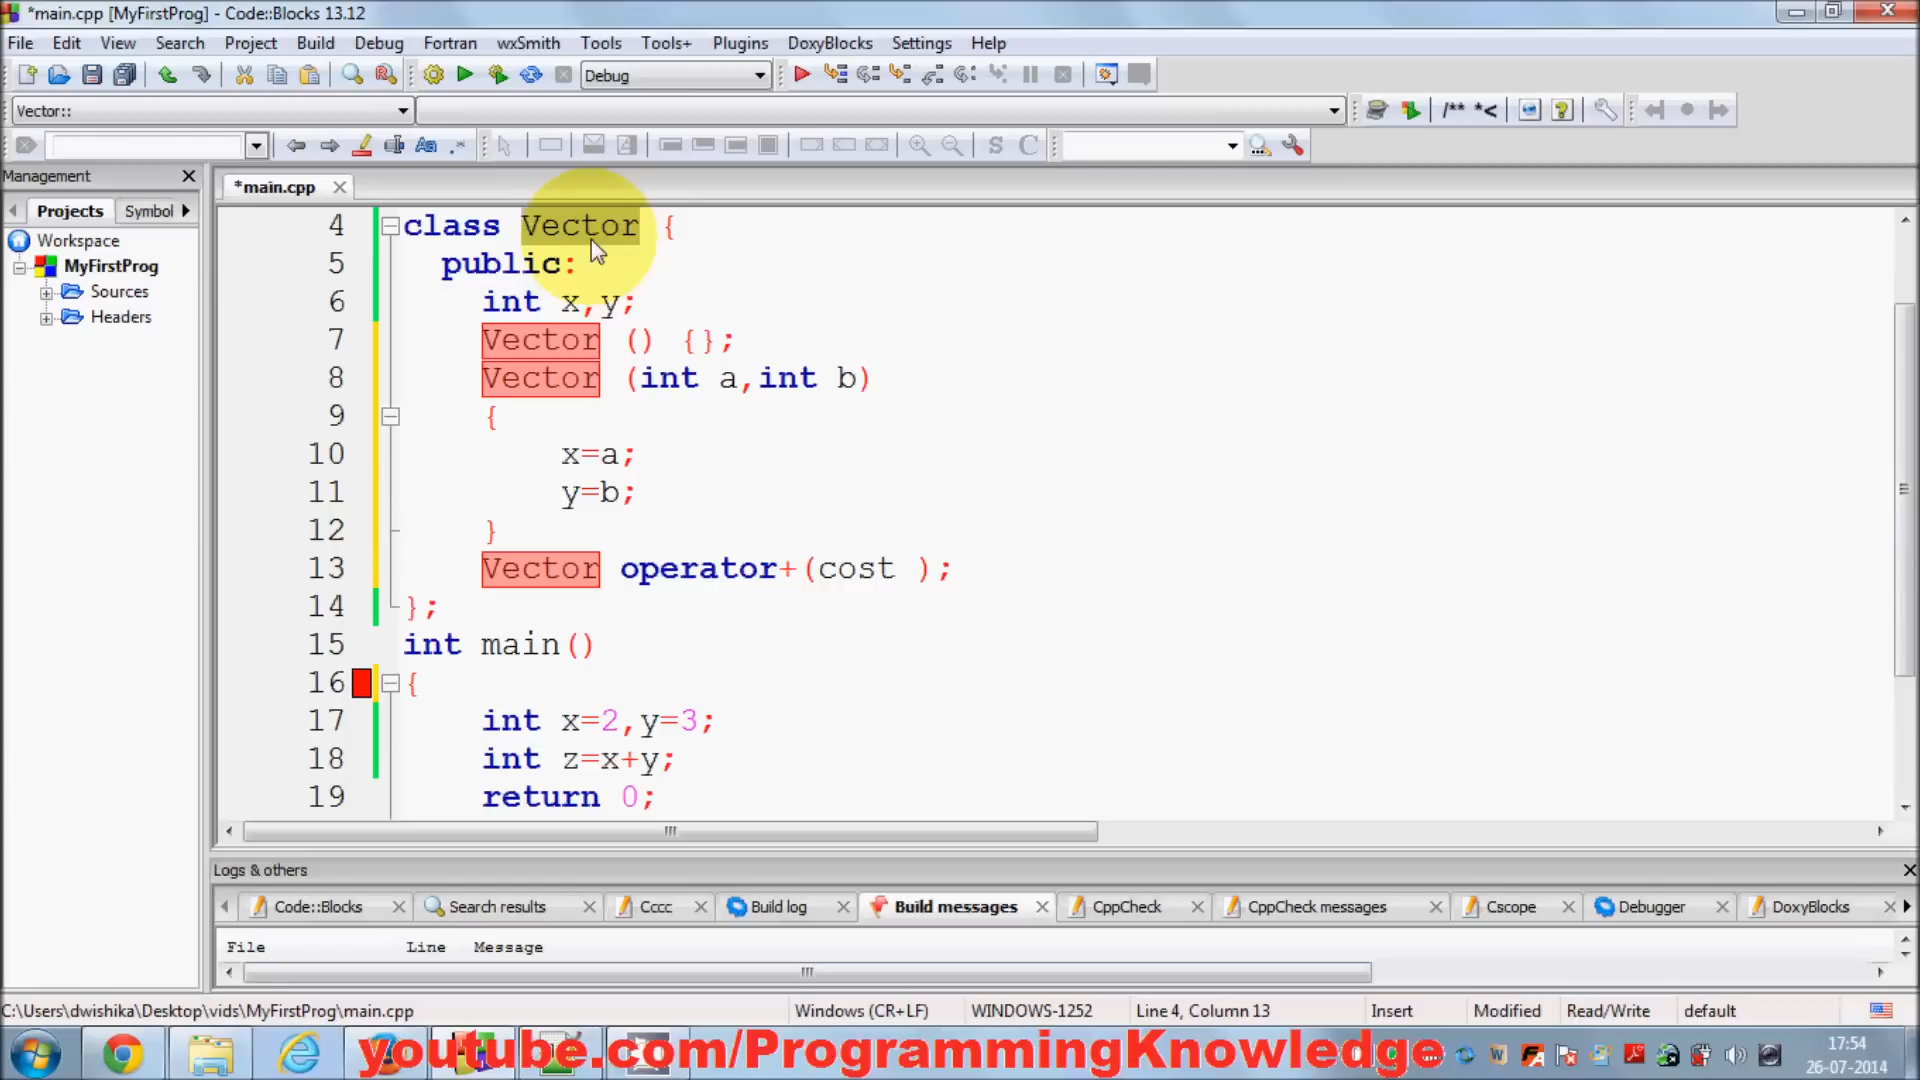 *main.cpp [MyFirstProg] - Code::Blocks 13.12
File Edit View Search Project Build Debug Fortran wxSmith Tools Tools+ Plugins DoxyBlocks Settings Help
Debug
Vector::
/** *<
S C
Management
*main.cpp
Projects Symbol
Workspace
MyFirstProg
Sources
Headers
4 class Vector {
5 public:
6 int x,y;
7 Vector () {};
8 Vector (int a,int b)
9 {
10 x=a;
11 y=b;
12 }
13 Vector operator+(cost );
14 };
15 int main()
16 {
17 int x=2,y=3;
18 int z=x+y;
19 return 0;
Logs & others
Code::Blocks Search results Cccc Build log Build messages CppCheck CppCheck messages Cscope Debugger DoxyBlocks
File Line Message
C:\Users\dwishika\Desktop\vids\MyFirstProg\main.cpp Windows (CR+LF) WINDOWS-1252 Line 4, Column 13 Insert Modified Read/Write default
youtube.com/ProgrammingKnowledge
17:54
26-07-2014